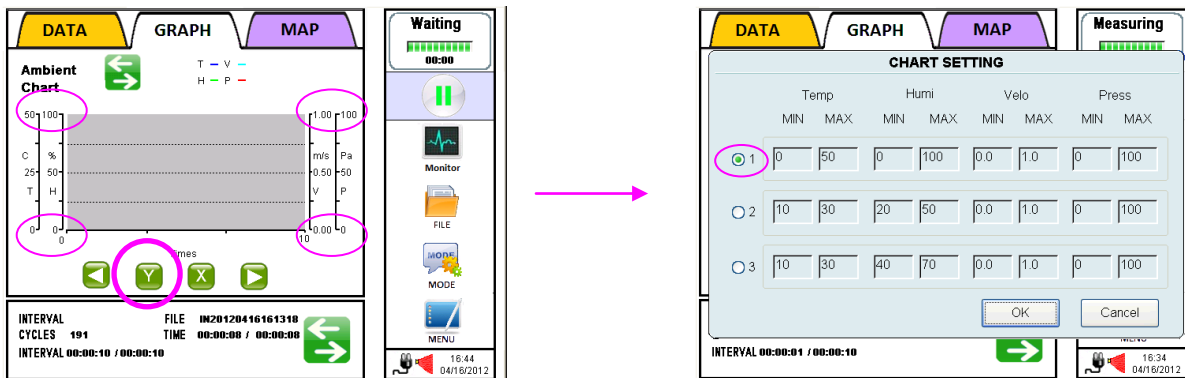 DATA GRAPH MAP
Waiting
00:00
Ambient
Chart
T V
H P
50 100 1.00 100
C % m/s Pa
25 50 0.50 50
T H V P
0 0 0.00 0
0 10
Times
Y X
Monitor
FILE
MODE
MODE
MENU
INTERVAL FILE IN20120416161318
CYCLES 191 TIME 00:00:08 / 00:00:08
INTERVAL 00:00:10 / 00:00:10
16:44
04/16/2012
DATA GRAPH MAP
Measuring
CHART SETTING
Temp Humi Velo Press
MIN MAX MIN MAX MIN MAX MIN MAX
1 0 50 0 100 0.0 1.0 0 100
2 10 30 20 50 0.0 1.0 0 100
3 10 30 40 70 0.0 1.0 0 100
OK Cancel
MENU
INTERVAL 00:00:01 / 00:00:10
16:34
04/16/2012